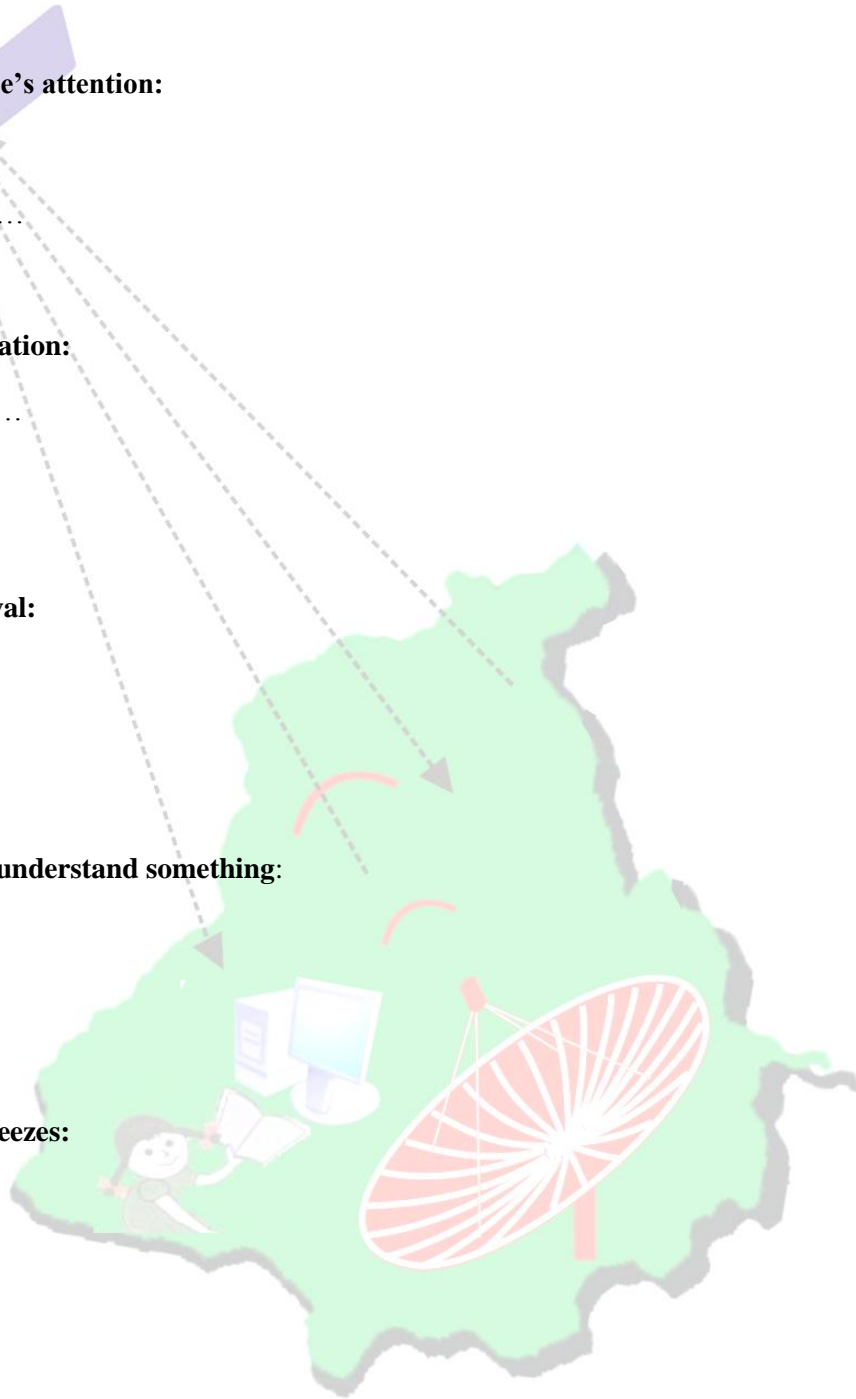 e’s attention:
…
ation:
…
val:
understand something:
eezes: